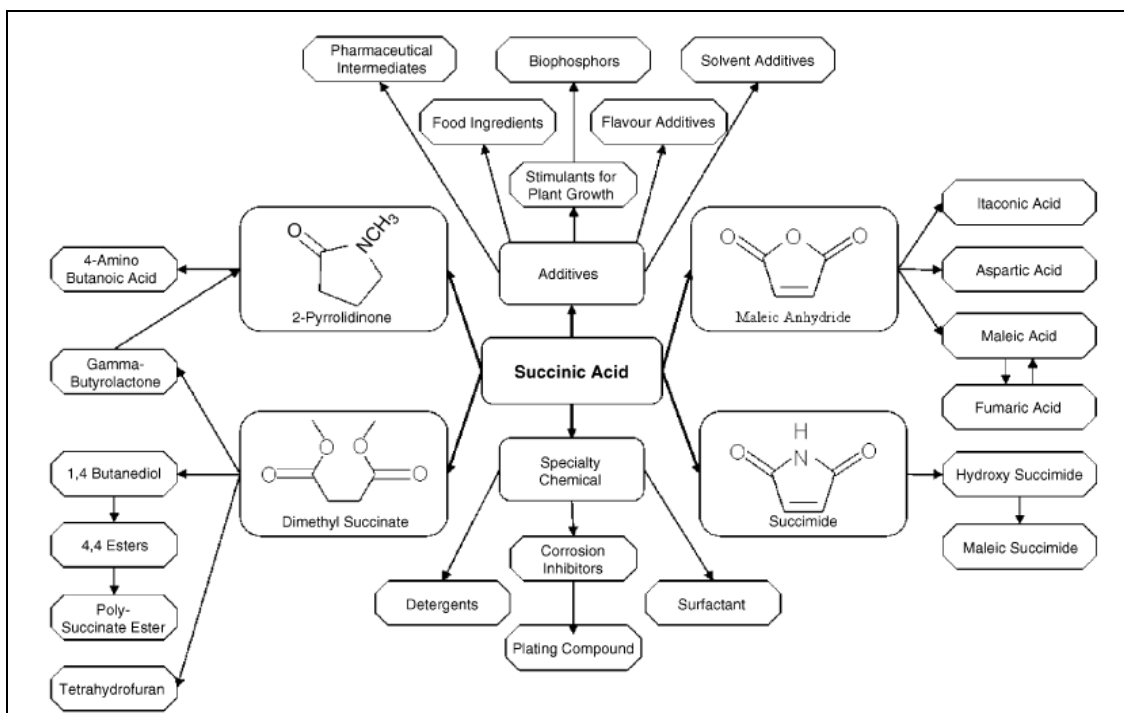 Pharmaceutical
Intermediates
Biophosphors
Solvent Additives
Food Ingredients
Flavour Additives
Stimulants for
Plant Growth
Itaconic Acid
4-Amino
Butanoic Acid
O
NCH3
2-Pyrrolidinone
Additives
O
O
O
Maleic Anhydride
Aspartic Acid
Maleic Acid
Gamma-
Butyrolactone
Succinic Acid
Fumaric Acid
1,4 Butanediol
O
O
O
O
Dimethyl Succinate
Specialty
Chemical
H
N
O
O
Succimide
Hydroxy Succimide
4,4 Esters
Corrosion
Inhibitors
Maleic Succimide
Poly-
Succinate Ester
Detergents
Surfactant
Plating Compound
Tetrahydrofuran